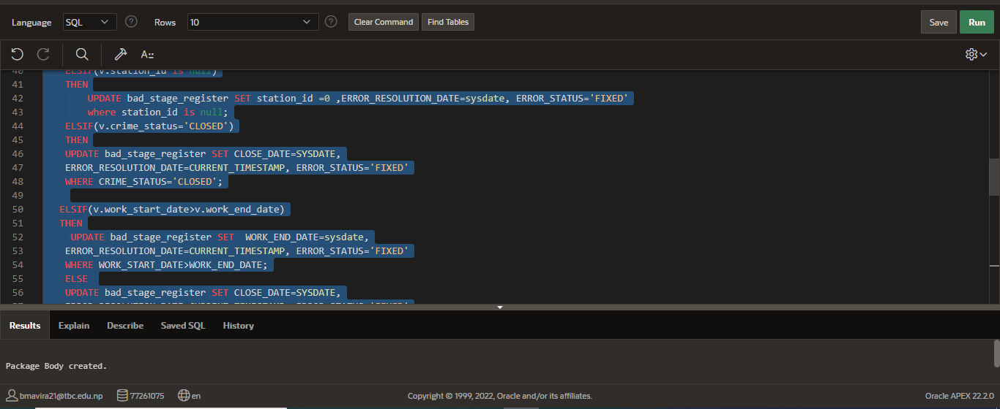 Language SQL Rows 10 Clear Command Find Tables Save Run
A::
40 ELSIF(v.station_id is null)
41 THEN
42 UPDATE bad_stage_register SET station_id =0 ,ERROR_RESOLUTION_DATE=sysdate, ERROR_STATUS='FIXED'
43 where station_id is null;
44 ELSIF(v.crime_status='CLOSED')
45 THEN
46 UPDATE bad_stage_register SET CLOSE_DATE=SYSDATE,
47 ERROR_RESOLUTION_DATE=CURRENT_TIMESTAMP, ERROR_STATUS='FIXED'
48 WHERE CRIME_STATUS='CLOSED';
49
50 ELSIF(v.work_start_date>v.work_end_date)
51 THEN
52 UPDATE bad_stage_register SET WORK_END_DATE=sysdate,
53 ERROR_RESOLUTION_DATE=CURRENT_TIMESTAMP, ERROR_STATUS='FIXED'
54 WHERE WORK_START_DATE>WORK_END_DATE;
55 ELSE
56 UPDATE bad_stage_register SET CLOSE_DATE=SYSDATE,
Results Explain Describe Saved SQL History
Package Body created.
bmavira21@tbc.edu.np 77261075 en Copyright © 1999, 2022, Oracle and/or its affiliates. Oracle APEX 22.2.0